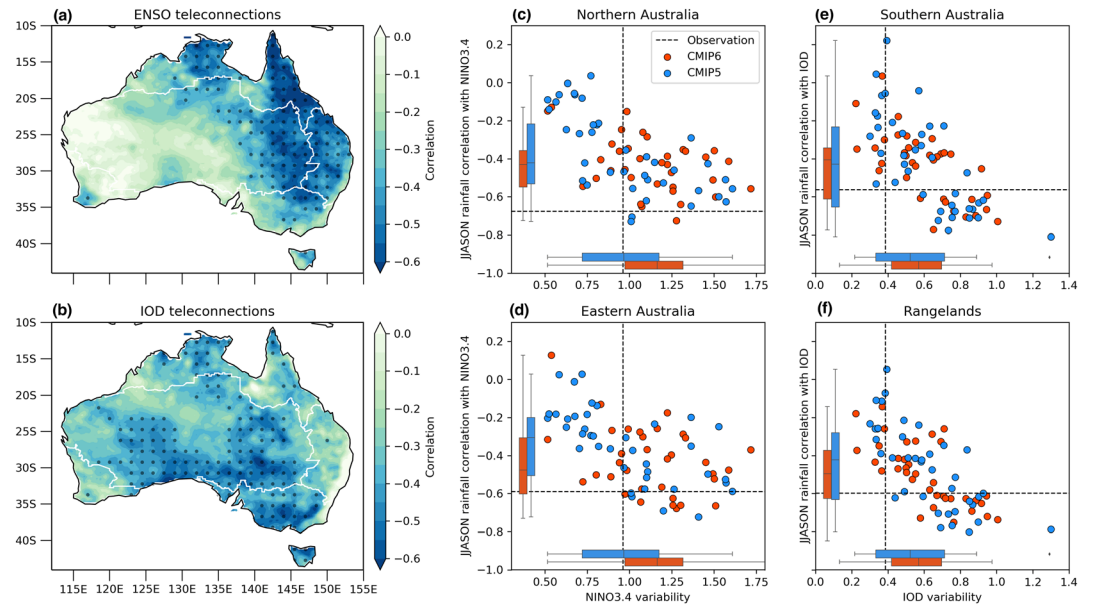 (a) ENSO teleconnections
10S
15S
20S
25S
30S
35S
40S
0.0
−0.1
−0.2
−0.3
−0.4
−0.5
−0.6
Correlation
(b) IOD teleconnections
10S
15S
20S
25S
30S
35S
40S
115E 120E 125E 130E 135E 140E 145E 150E 155E
0.0
−0.1
−0.2
−0.3
−0.4
−0.5
−0.6
Correlation
(c) Northern Australia
JJASON rainfall correlation with NINO3.4
0.2
0.0
−0.2
−0.4
−0.6
−0.8
−1.0
0.50 0.75 1.00 1.25 1.50 1.75
Observation
CMIP6
CMIP5
(d) Eastern Australia
JJASON rainfall correlation with NINO3.4
0.2
0.0
−0.2
−0.4
−0.6
−0.8
−1.0
0.50 0.75 1.00 1.25 1.50 1.75
NINO3.4 variability
(e) Southern Australia
JJASON rainfall correlation with IOD
0.0 0.2 0.4 0.6 0.8 1.0 1.2 1.4
(f) Rangelands
JJASON rainfall correlation with IOD
0.0 0.2 0.4 0.6 0.8 1.0 1.2 1.4
IOD variability